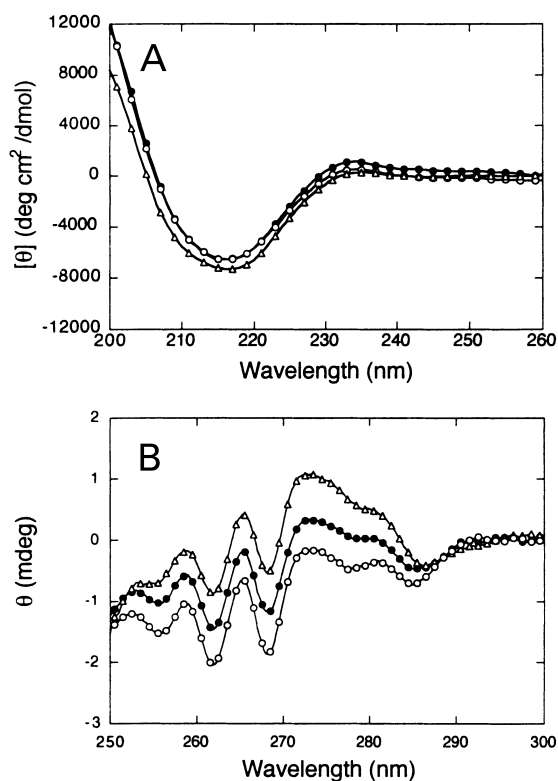 12000
8000
4000
0
-4000
-8000
-12000
[θ] (deg cm² /dmol)
A
200 210 220 230 240 250 260
Wavelength (nm)
2
1
0
-1
-2
-3
θ (mdeg)
B
250 260 270 280 290 300
Wavelength (nm)